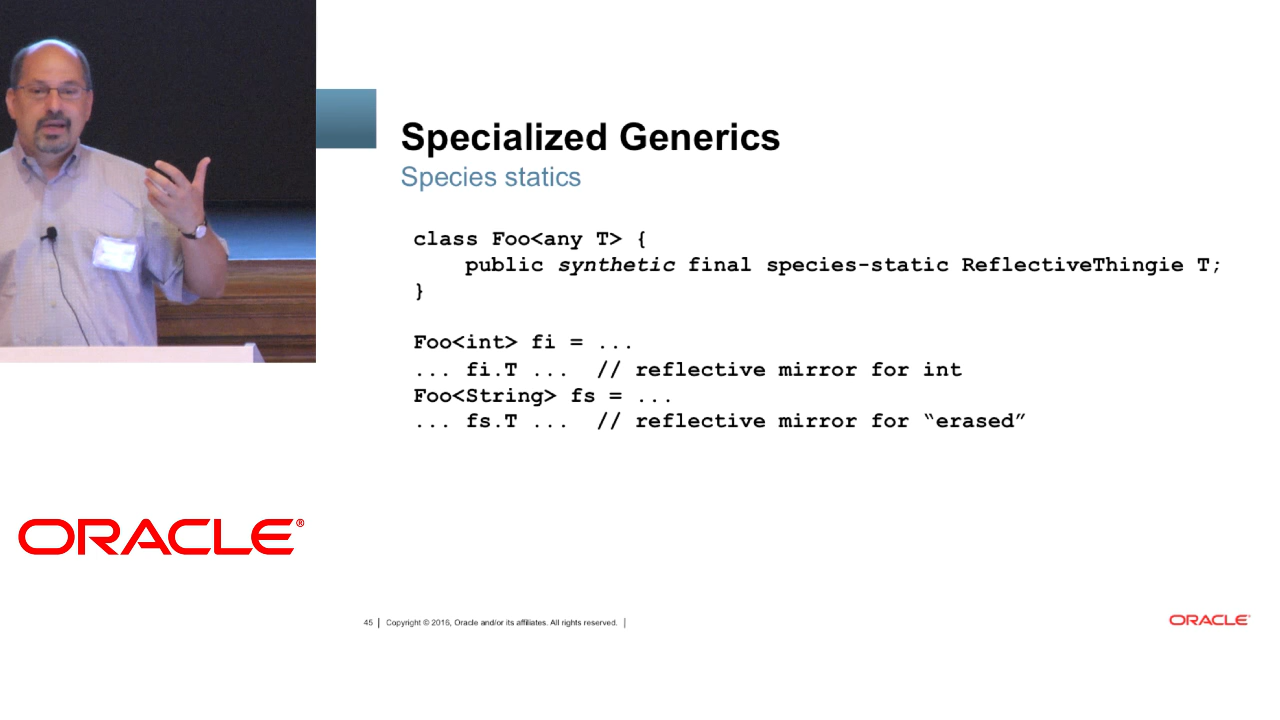 Specialized Generics
Species statics
class Foo<any T> {
public synthetic final species-static ReflectiveThingie T;
}
Foo<int> fi = ...
... fi.T ... // reflective mirror for int
Foo<String> fs = ...
... fs.T ... // reflective mirror for “erased”
ORACLE®
45 | Copyright © 2016, Oracle and/or its affiliates. All rights reserved. |
ORACLE®